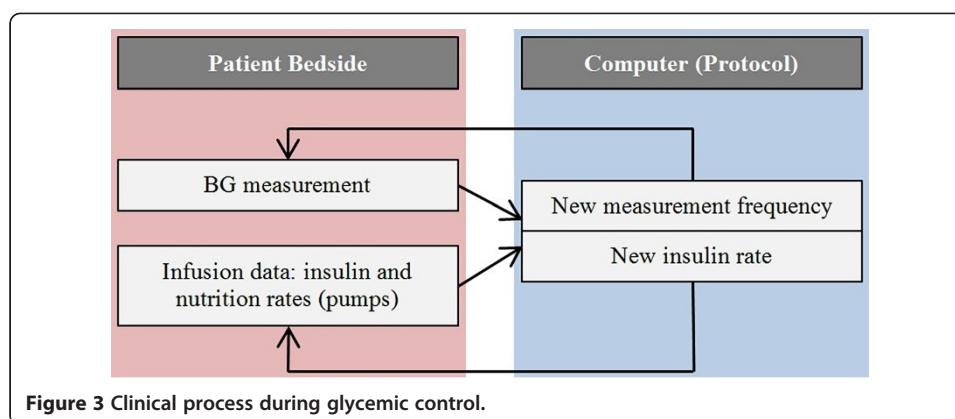 Patient Bedside
Computer (Protocol)
BG measurement
New measurement frequency
New insulin rate
Infusion data: insulin and
nutrition rates (pumps)
Figure 3 Clinical process during glycemic control.